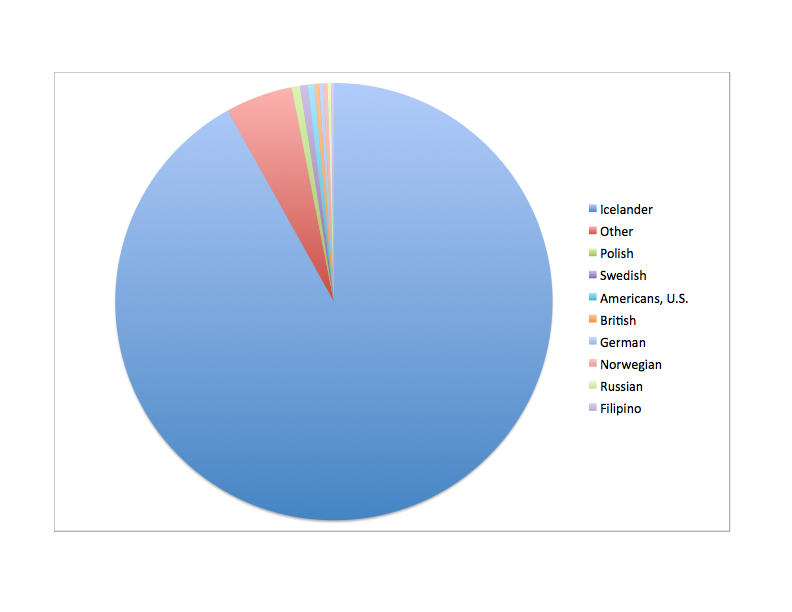 Icelander
Other
Polish
Swedish
Americans, U.S.
British
German
Norwegian
Russian
Filipino